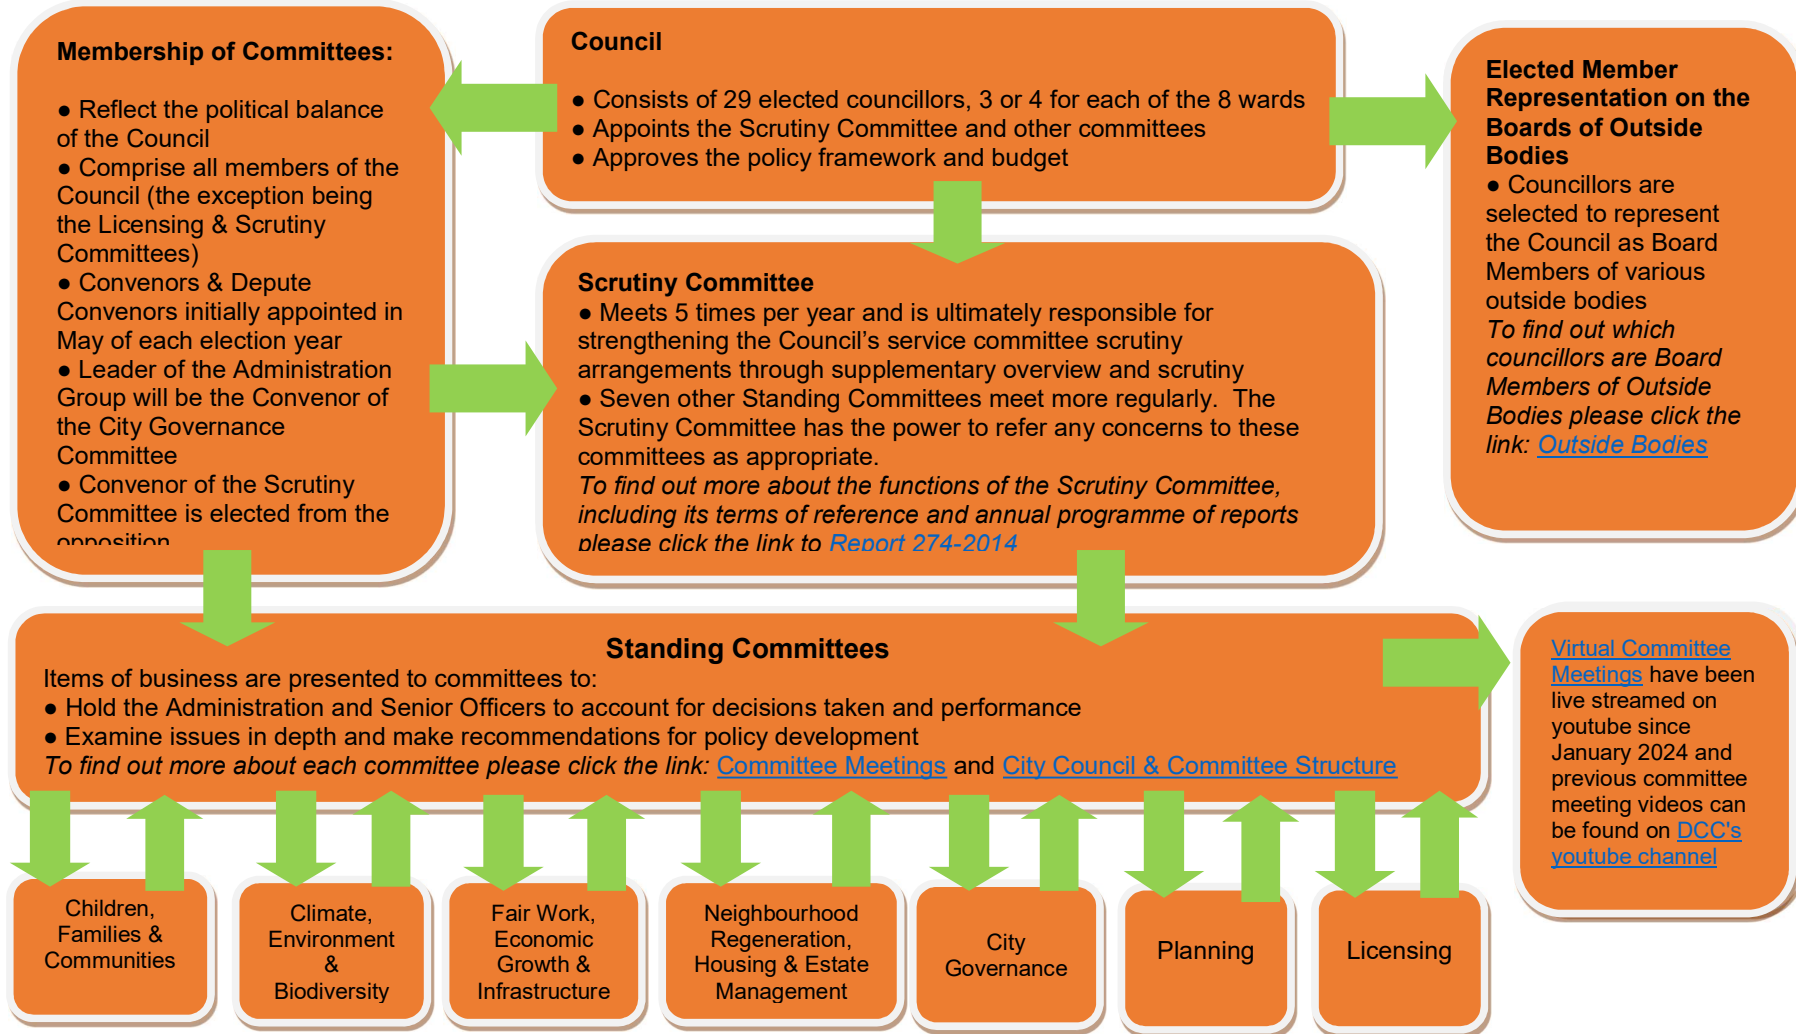 Membership of Committees:
● Reflect the political balance
of the Council
● Comprise all members of the
Council (the exception being
the Licensing & Scrutiny
Committees)
● Convenors & Depute
Convenors initially appointed in
May of each election year
● Leader of the Administration
Group will be the Convenor of
the City Governance
Committee
● Convenor of the Scrutiny
Committee is elected from the
opposition
Council
● Consists of 29 elected councillors, 3 or 4 for each of the 8 wards
● Appoints the Scrutiny Committee and other committees
● Approves the policy framework and budget
Elected Member
Representation on the
Boards of Outside
Bodies
● Councillors are
selected to represent
the Council as Board
Members of various
outside bodies
To find out which
councillors are Board
Members of Outside
Bodies please click the
link: Outside Bodies
Scrutiny Committee
● Meets 5 times per year and is ultimately responsible for
strengthening the Council’s service committee scrutiny
arrangements through supplementary overview and scrutiny
● Seven other Standing Committees meet more regularly. The
Scrutiny Committee has the power to refer any concerns to these
committees as appropriate.
To find out more about the functions of the Scrutiny Committee,
including its terms of reference and annual programme of reports
please click the link to Report 274-2014
Standing Committees
Items of business are presented to committees to:
● Hold the Administration and Senior Officers to account for decisions taken and performance
● Examine issues in depth and make recommendations for policy development
To find out more about each committee please click the link: Committee Meetings and City Council & Committee Structure
Virtual Committee
Meetings have been
live streamed on
youtube since
January 2024 and
previous committee
meeting videos can
be found on DCC's
youtube channel
Children,
Families &
Communities
Climate,
Environment
&
Biodiversity
Fair Work,
Economic
Growth &
Infrastructure
Neighbourhood
Regeneration,
Housing & Estate
Management
City
Governance
Planning
Licensing